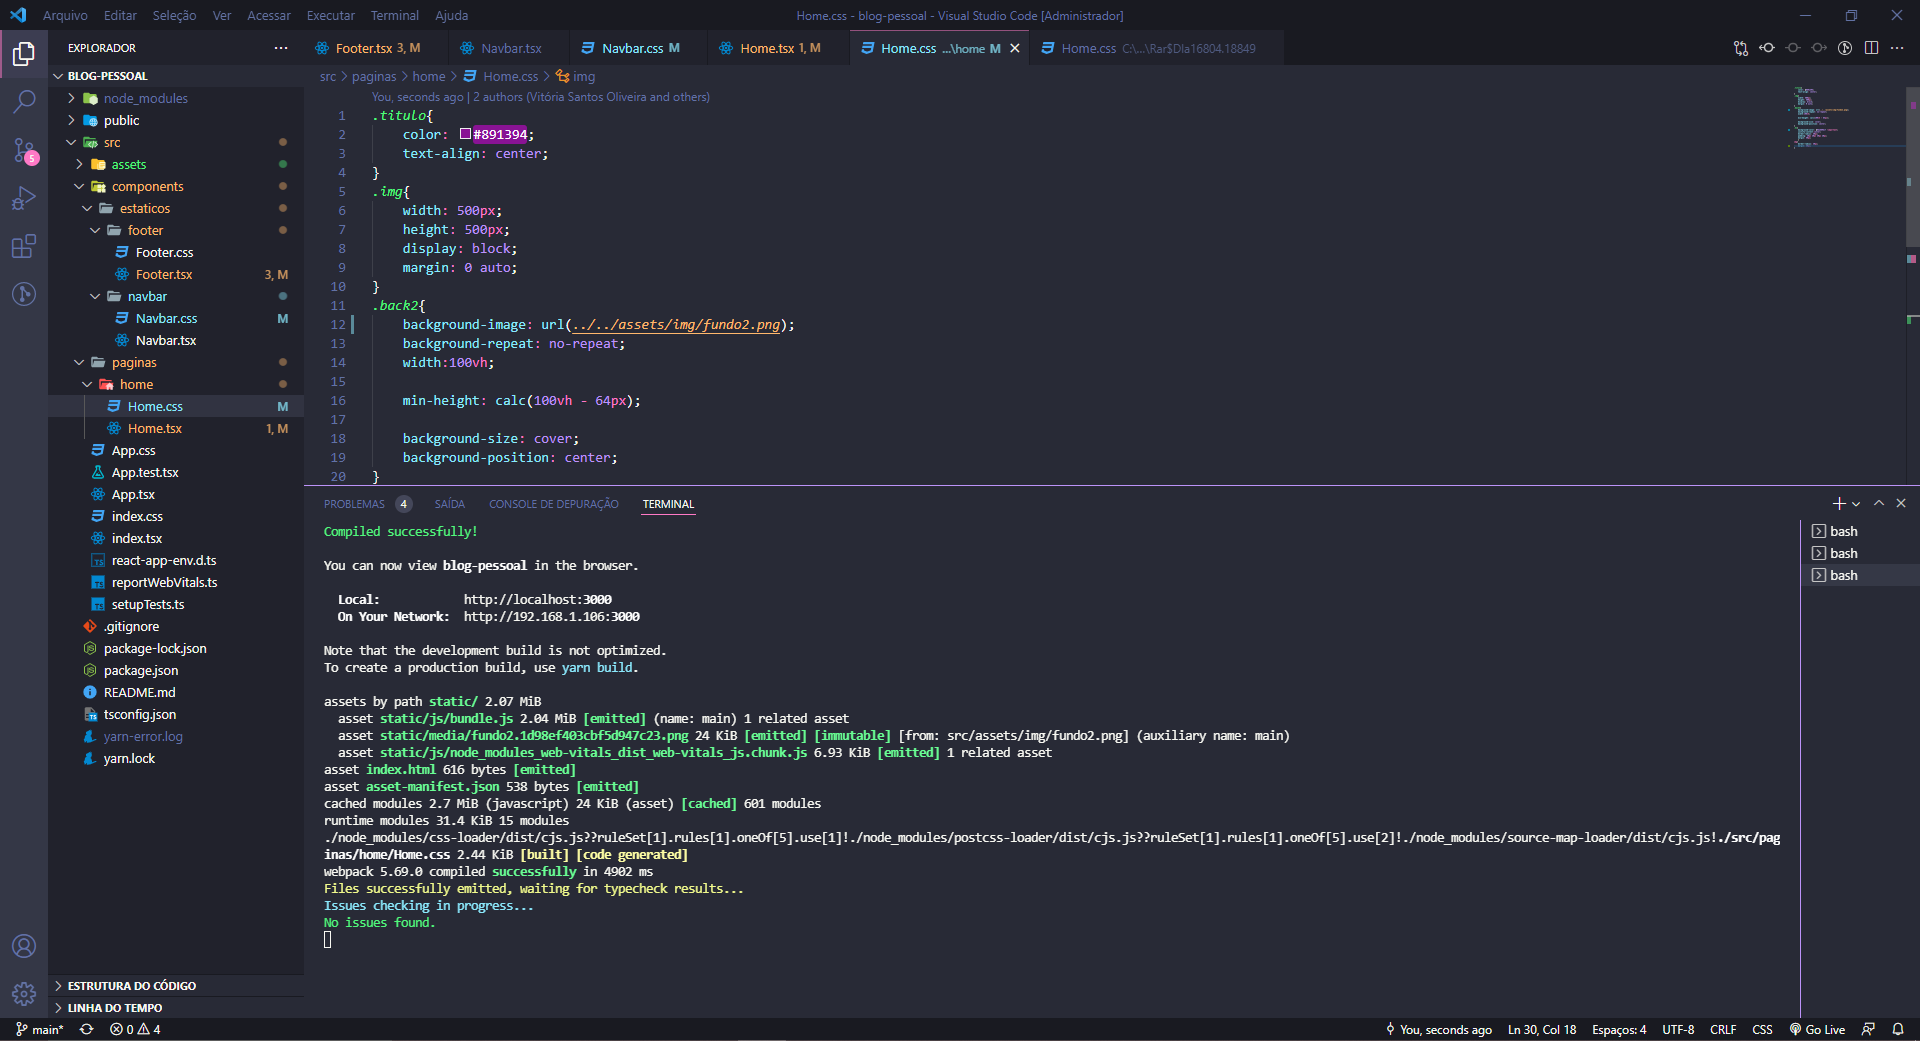 Arquivo Editar Seleção Ver Acessar Executar Terminal Ajuda
Home.css - blog-pessoal - Visual Studio Code [Administrador]
EXPLORADOR
Footer.tsx 3, M
Navbar.tsx
Navbar.css M
Home.tsx 1, M
Home.css ...\home M
Home.css C:\...\Rar$DIa16804.18849
BLOG-PESSOAL
node_modules
public
src
assets
components
estaticos
footer
Footer.css
Footer.tsx 3, M
navbar
Navbar.css M
Navbar.tsx
paginas
home
Home.css M
Home.tsx 1, M
App.css
App.test.tsx
App.tsx
index.css
index.tsx
react-app-env.d.ts
reportWebVitals.ts
setupTests.ts
.gitignore
package-lock.json
package.json
README.md
tsconfig.json
yarn-error.log
yarn.lock
ESTRUTURA DO CÓDIGO
LINHA DO TEMPO
5
src > paginas > home > Home.css > img
You, seconds ago | 2 authors (Vitória Santos Oliveira and others)
1 .titulo{
2 color: #891394;
3 text-align: center;
4 }
5 .img{
6 width: 500px;
7 height: 500px;
8 display: block;
9 margin: 0 auto;
10 }
11 .back2{
12 background-image: url(../../assets/img/fundo2.png);
13 background-repeat: no-repeat;
14 width:100vh;
15
16 min-height: calc(100vh - 64px);
17
18 background-size: cover;
19 background-position: center;
20 }
PROBLEMAS 4 SAÍDA CONSOLE DE DEPURAÇÃO TERMINAL
Compiled successfully!
You can now view blog-pessoal in the browser.
Local: http://localhost:3000
On Your Network: http://192.168.1.106:3000
Note that the development build is not optimized.
To create a production build, use yarn build.
assets by path static/ 2.07 MiB
asset static/js/bundle.js 2.04 MiB [emitted] (name: main) 1 related asset
asset static/media/fundo2.1d98ef403cbf5d947c23.png 24 KiB [emitted] [immutable] [from: src/assets/img/fundo2.png] (auxiliary name: main)
asset static/js/node_modules_web-vitals_dist_web-vitals_js.chunk.js 6.93 KiB [emitted] 1 related asset
asset index.html 616 bytes [emitted]
asset asset-manifest.json 538 bytes [emitted]
cached modules 2.7 MiB (javascript) 24 KiB (asset) [cached] 601 modules
runtime modules 31.4 KiB 15 modules
./node_modules/css-loader/dist/cjs.js??ruleSet[1].rules[1].oneOf[5].use[1]!./node_modules/postcss-loader/dist/cjs.js??ruleSet[1].rules[1].oneOf[5].use[2]!./node_modules/source-map-loader/dist/cjs.js!./src/pag
inas/home/Home.css 2.44 KiB [built] [code generated]
webpack 5.69.0 compiled successfully in 4902 ms
Files successfully emitted, waiting for typecheck results...
Issues checking in progress...
No issues found.
bash
bash
bash
main* 0 4
You, seconds ago Ln 30, Col 18 Espaços: 4 UTF-8 CRLF CSS Go Live